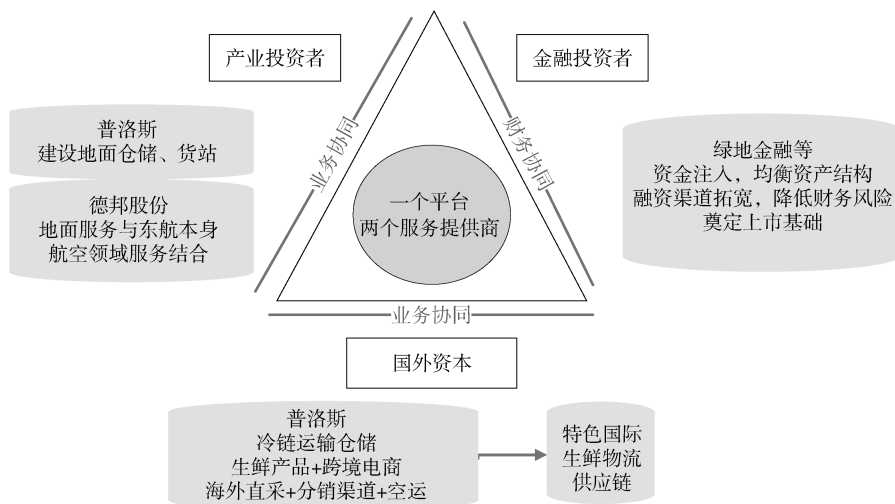 产业投资者
金融投资者
普洛斯
建设地面仓储、货站
德邦股份
地面服务与东航本身
航空领域服务结合
业务协同
财务协同
一个平台
两个服务提供商
绿地金融等
资金注入，均衡资产结构
融资渠道拓宽，降低财务风险
奠定上市基础
业务协同
国外资本
普洛斯
冷链运输仓储
生鲜产品+跨境电商
海外直采+分销渠道+空运
特色国际
生鲜物流
供应链